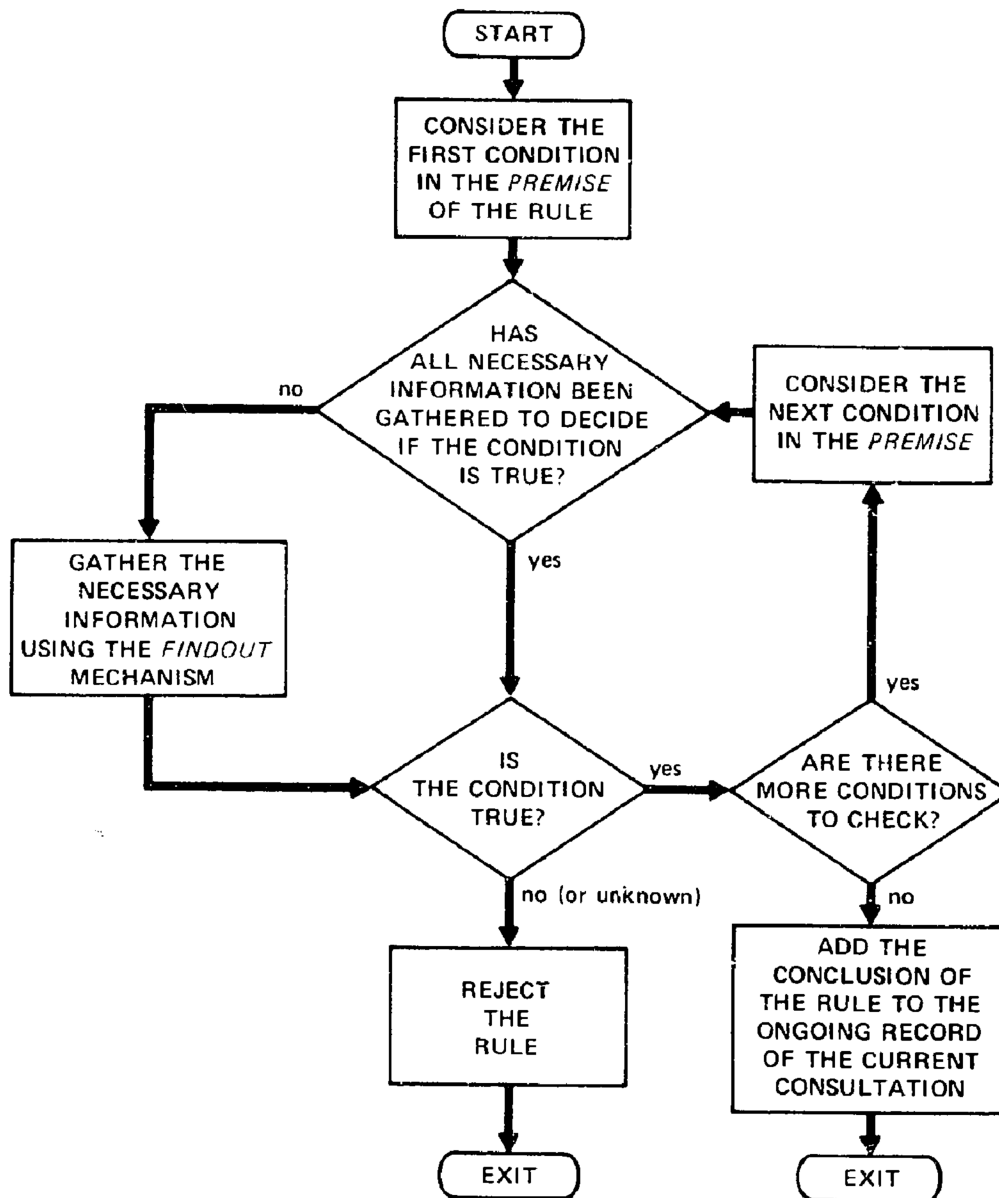 START
CONSIDER THE
FIRST CONDITION
IN THE PREMISE
OF THE RULE
HAS
ALL NECESSARY
INFORMATION BEEN
GATHERED TO DECIDE
IF THE CONDITION
IS TRUE?
no
yes
CONSIDER THE
NEXT CONDITION
IN THE PREMISE
GATHER THE
NECESSARY
INFORMATION
USING THE FINDOUT
MECHANISM
IS
THE CONDITION
TRUE?
yes
no (or unknown)
ARE THERE
MORE CONDITIONS
TO CHECK?
yes
no
REJECT
THE
RULE
ADD THE
CONCLUSION OF
THE RULE TO THE
ONGOING RECORD
OF THE CURRENT
CONSULTATION
EXIT
EXIT